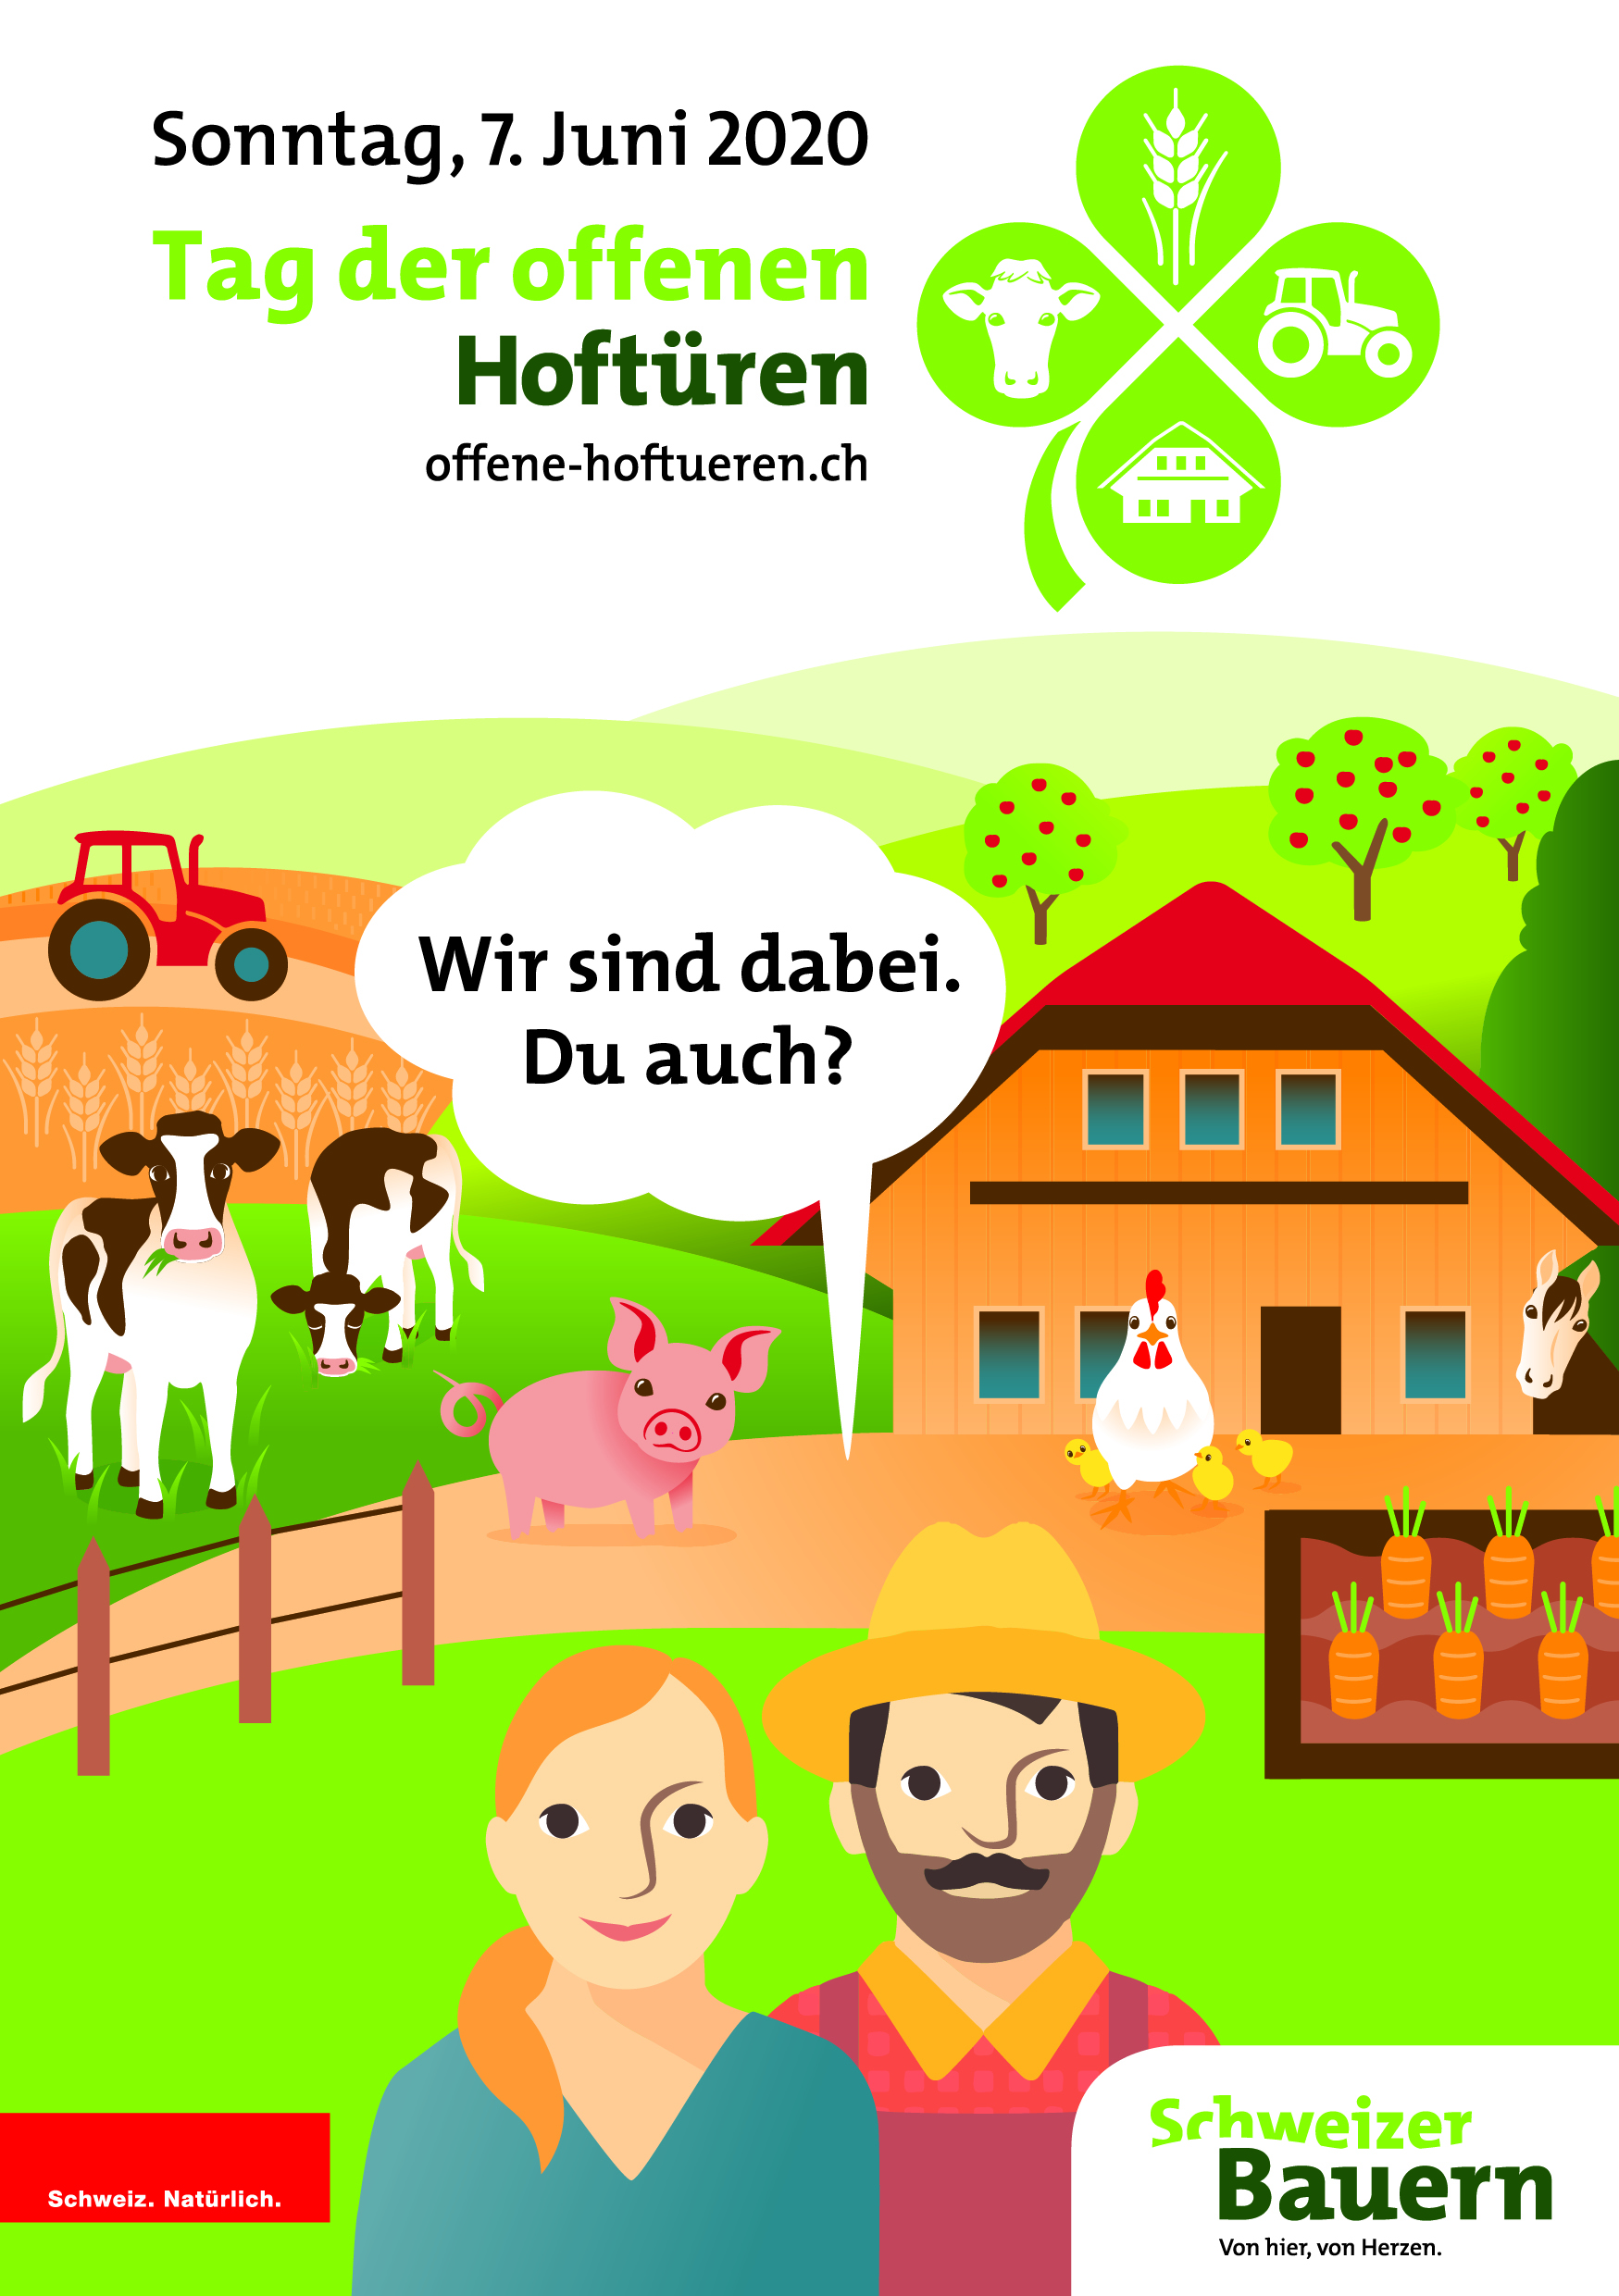 Sonntag, 7. Juni 2020
Tag der offenen
Hoftüren
offene-hoftueren.ch
Wir sind dabei.
Du auch?
Schweiz. Natürlich.
Schweizer
Bauern
Von hier, von Herzen.